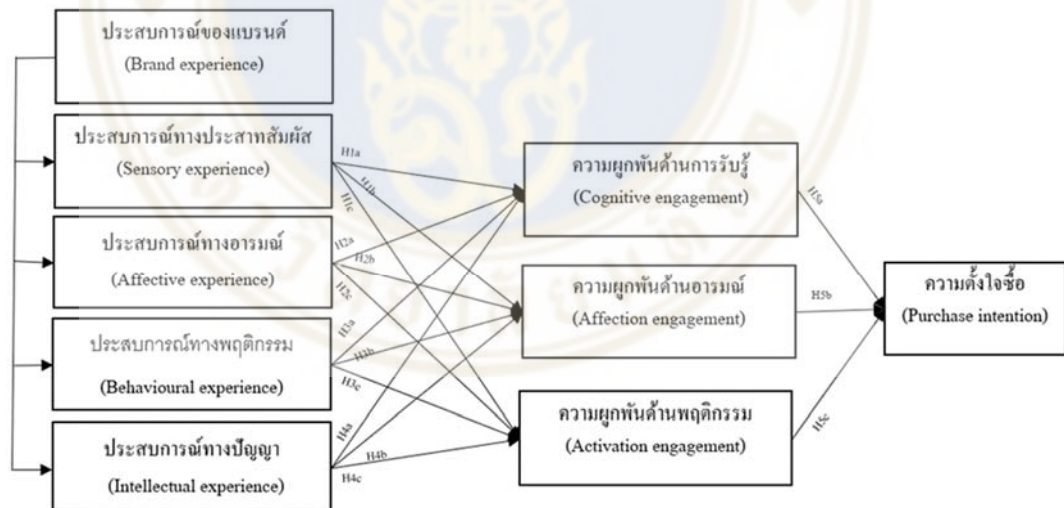 ประสบการณ์ของแบรนด์
(Brand experience)
ประสบการณ์ทางประสาทสัมผัส
(Sensory experience)
ประสบการณ์ทางอารมณ์
(Affective experience)
ประสบการณ์ทางพฤติกรรม
(Behavioural experience)
ประสบการณ์ทางปัญญา
(Intellectual experience)
H1a
H1b
H1c
H2a
H2b
H2c
H3a
H3b
H3c
H4a
H4b
H4c
ความผูกพันด้านการรับรู้
(Cognitive engagement)
ความผูกพันด้านอารมณ์
(Affection engagement)
ความผูกพันด้านพฤติกรรม
(Activation engagement)
H5a
H5b
H5c
ความตั้งใจซื้อ
(Purchase intention)